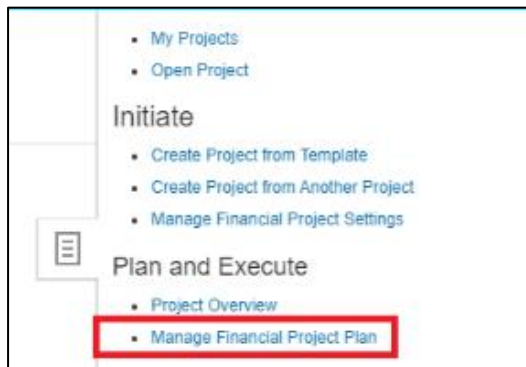 My Projects
Open Project
Initiate
Create Project from Template
Create Project from Another Project
Manage Financial Project Settings
Plan and Execute
Project Overview
Manage Financial Project Plan